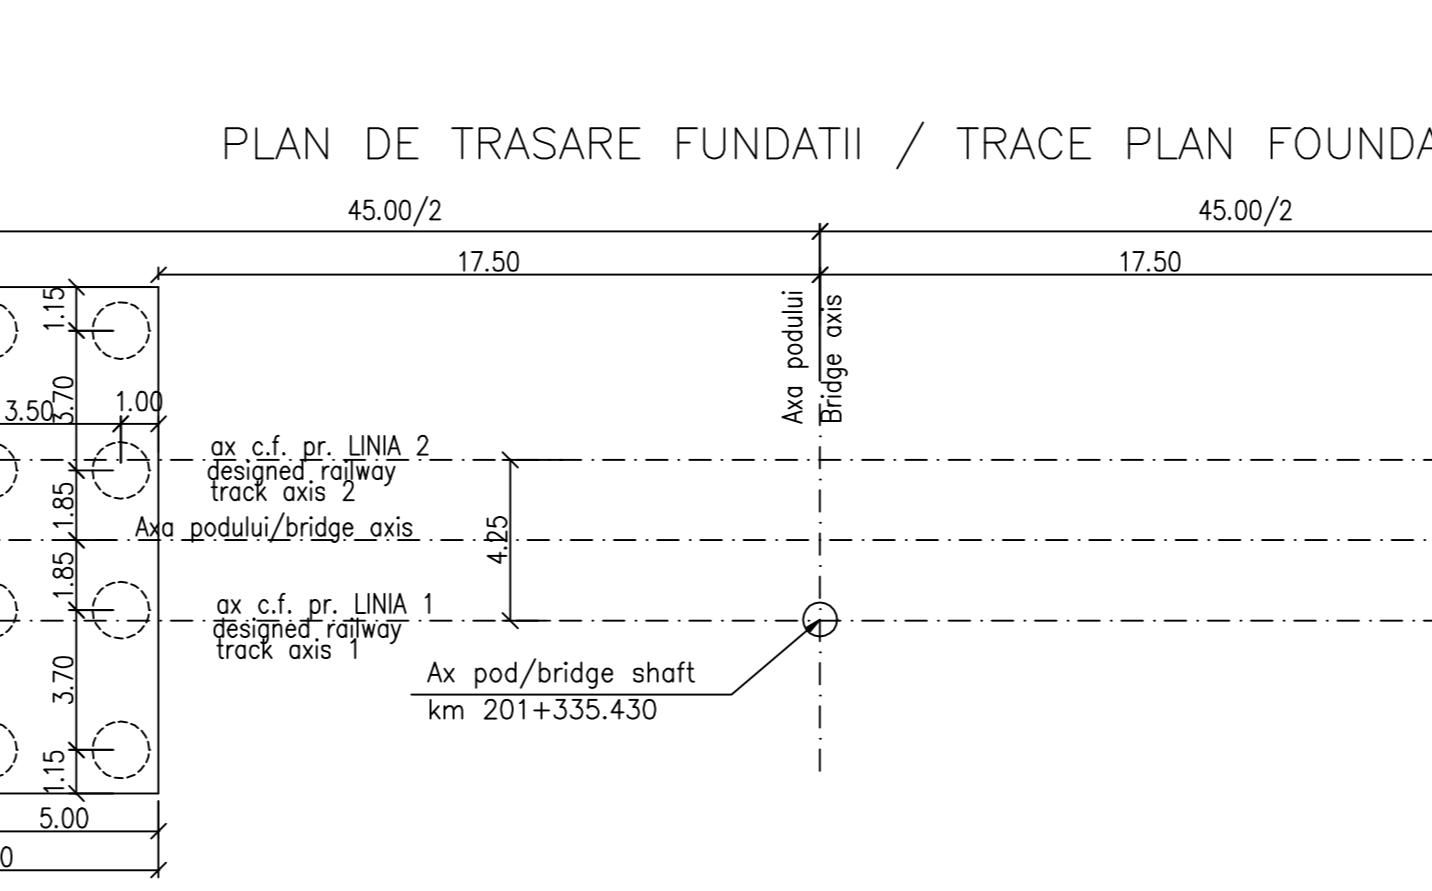 PLAN DE TRASARE FUNDATII / TRACE PLAN
45.00/2
45.00/2
17.50
17.50
1.15
Axa podului
Bridge axis
3.70
3.50
1.00
ax c.f. pr. LINIA 2
designed railway
track axis 2
1.85
Axa podului/bridge axis
4.25
1.85
ax c.f. pr. LINIA 1
designed railway
track axis 1
3.70
Ax pod/bridge shaft
km 201+335.430
1.15
5.00